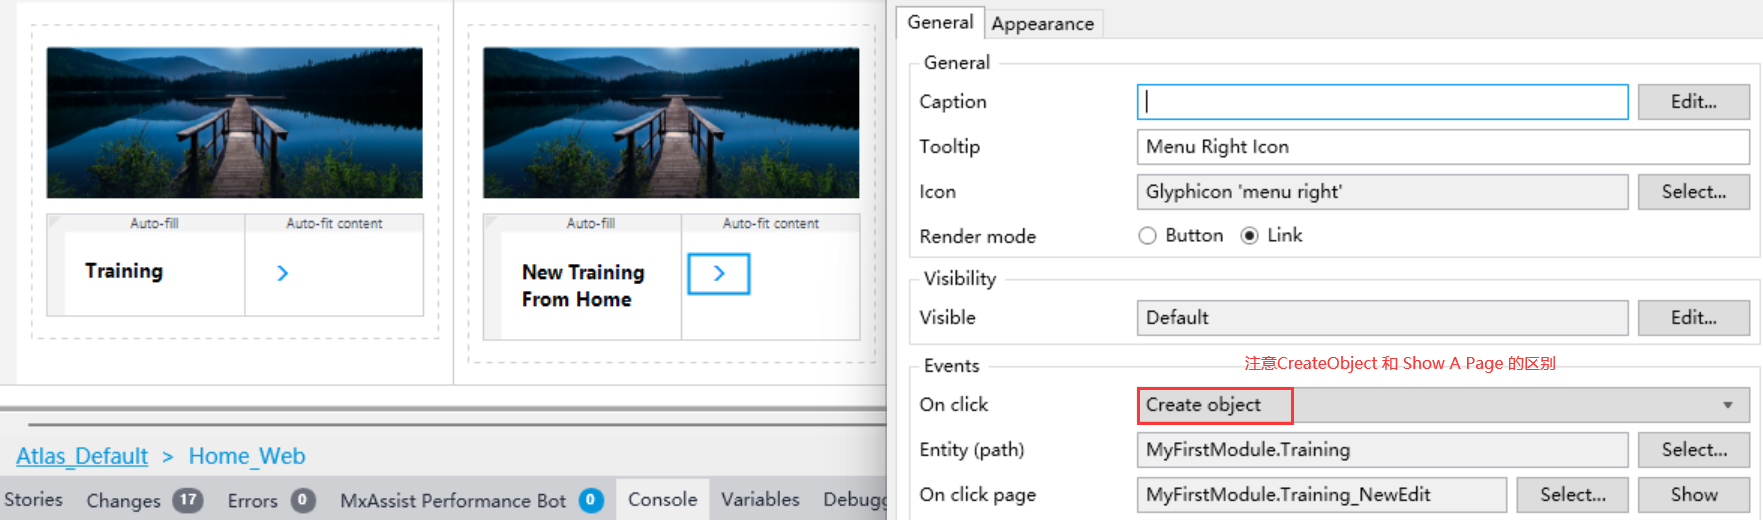 Auto-fill
Auto-fit content
Training
Auto-fill
Auto-fit content
New Training
From Home
Atlas_Default > Home_Web
Stories Changes 17 Errors 0 MxAssist Performance Bot 0 Console Variables Debugg
General Appearance
General
Caption Edit...
Tooltip Menu Right Icon
Icon Glyphicon 'menu right' Select...
Render mode Button Link
Visibility
Visible Default Edit...
Events 注意CreateObject 和 Show A Page 的区别
On click Create object
Entity (path) MyFirstModule.Training Select...
On click page MyFirstModule.Training_NewEdit Select... Show